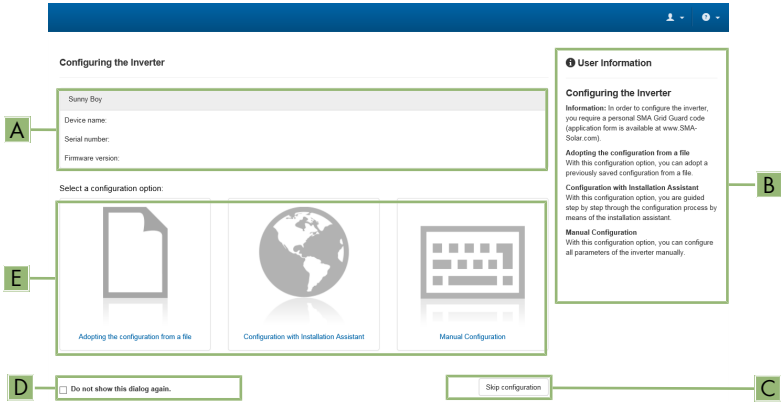 Configuring the Inverter
A
Sunny Boy
Device name:
Serial number:
Firmware version:
Select a configuration option:
E
Adopting the configuration from a file
Configuration with Installation Assistant
Manual Configuration
D
Do not show this dialog again.
Skip configuration
C
User Information
Configuring the Inverter
Information: In order to configure the inverter,
you require a personal SMA Grid Guard code
(application form is available at www.SMA-
Solar.com).
Adopting the configuration from a file
With this configuration option, you can adopt a
previously saved configuration from a file.
Configuration with Installation Assistant
With this configuration option, you are guided
step by step through the configuration process by
means of the installation assistant.
Manual Configuration
With this configuration option, you can configure
all parameters of the inverter manually.
B